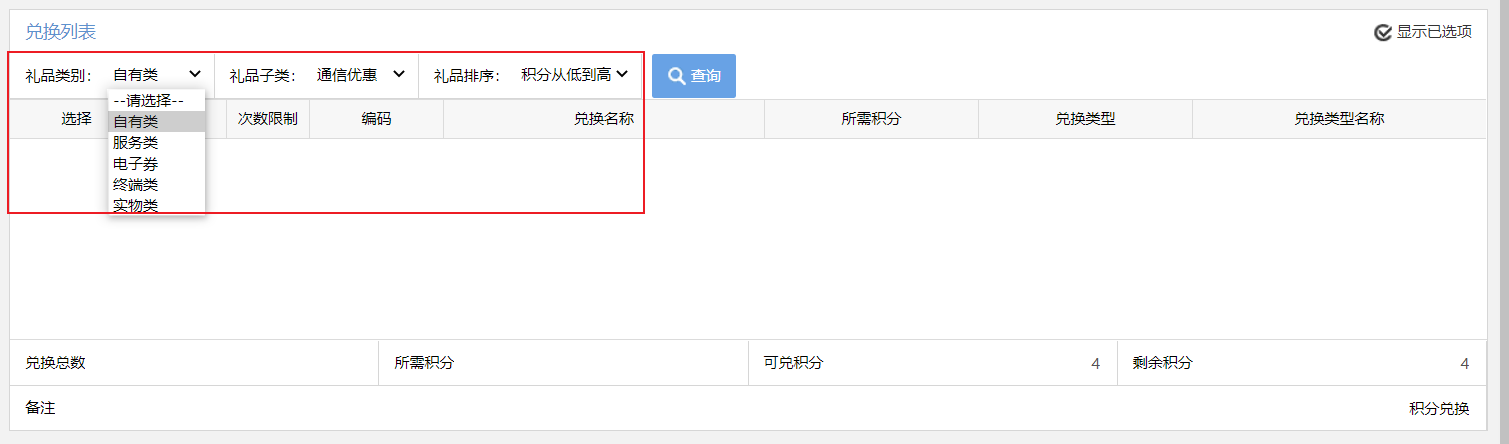 兑换列表 显示已选项
礼品类别： 自有类 礼品子类： 通信优惠 礼品排序： 积分从低到高 查询
--请选择--
自有类
服务类
电子券
终端类
实物类
选择 次数限制 编码 兑换名称 所需积分 兑换类型 兑换类型名称
兑换总数 所需积分 可兑积分 4 剩余积分 4
备注 积分兑换